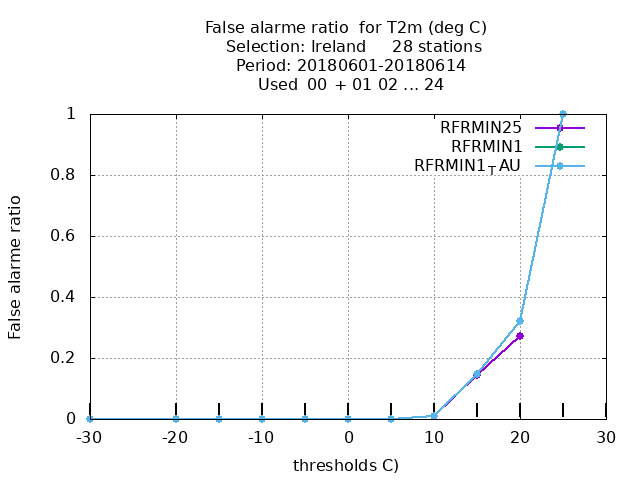 False alarme ratio  for T2m (deg C)
Selection: Ireland     28 stations
Period: 20180601-20180614
Used  00 + 01 02 ... 24
RFRMIN25
RFRMIN1
RFRMIN1TAU
False alarme ratio
1
0.8
0.6
0.4
0.2
0
-30 -20 -10 0 10 20 30
thresholds C)